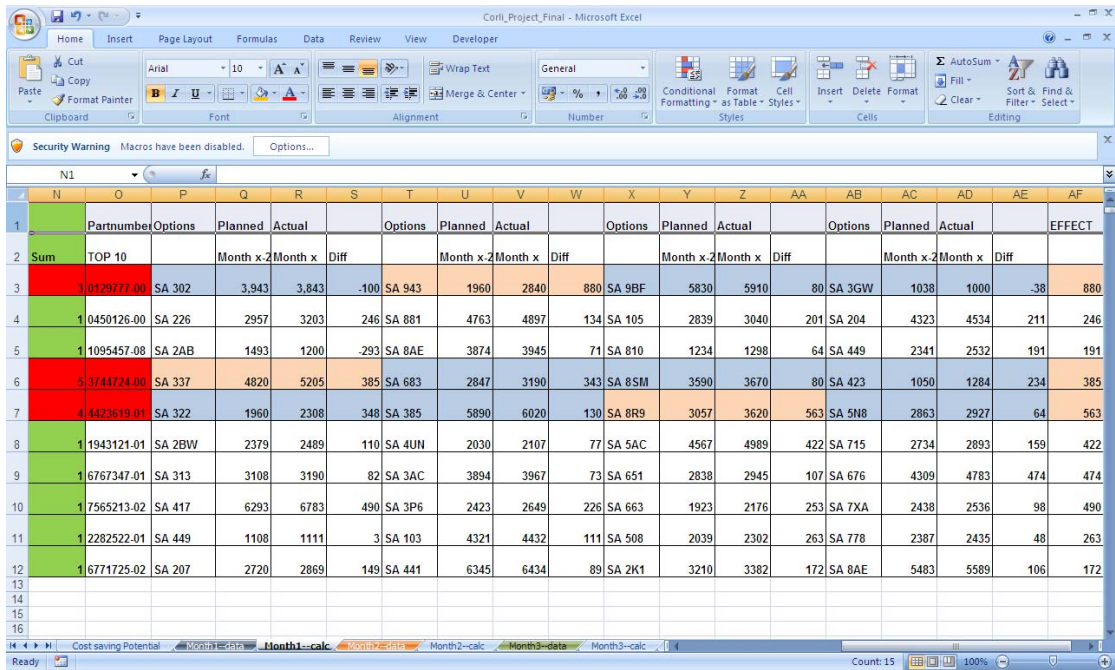 Corli_Project_Final - Microsoft Excel
Home Insert Page Layout Formulas Data Review View Developer
Cut Arial 10 Wrap Text General Σ AutoSum
Copy Fill
Paste Format Painter B I U Merge & Center % , Conditional Formatting Format as Table Cell Styles Insert Delete Format Clear Sort & Filter Find & Select
Clipboard Font Alignment Number Styles Cells Editing
Security Warning Macros have been disabled. Options...
N1 fx
N O P Q R S T U V W X Y Z AA AB AC AD AE AF
1 Partnumber Options Planned Actual Options Planned Actual Options Planned Actual Options Planned Actual EFFECT
2 Sum TOP 10 Month x-2 Month x Diff Month x-2 Month x Diff Month x-2 Month x Diff Month x-2 Month x Diff
3 3 0129777-00 SA 302 3,943 3,843 -100 SA 943 1960 2840 880 SA 9BF 5830 5910 80 SA 3GW 1038 1000 -38 880
4 1 0450126-00 SA 226 2957 3203 246 SA 881 4763 4897 134 SA 105 2839 3040 201 SA 204 4323 4534 211 246
5 1 1095457-08 SA 2AB 1493 1200 -293 SA 8AE 3874 3945 71 SA 810 1234 1298 64 SA 449 2341 2532 191 191
6 5 3744724-00 SA 337 4820 5205 385 SA 683 2847 3190 343 SA 8SM 3590 3670 80 SA 423 1050 1284 234 385
7 4 4423619-01 SA 322 1960 2308 348 SA 385 5890 6020 130 SA 8R9 3057 3620 563 SA 5N8 2863 2927 64 563
8 1 1943121-01 SA 2BW 2379 2489 110 SA 4UN 2030 2107 77 SA 5AC 4567 4989 422 SA 715 2734 2893 159 422
9 1 6767347-01 SA 313 3108 3190 82 SA 3AC 3894 3967 73 SA 651 2838 2945 107 SA 676 4309 4783 474 474
10 1 7565213-02 SA 417 6293 6783 490 SA 3P6 2423 2649 226 SA 663 1923 2176 253 SA 7XA 2438 2536 98 490
11 1 2282522-01 SA 449 1108 1111 3 SA 103 4321 4432 111 SA 508 2039 2302 263 SA 778 2387 2435 48 263
12 1 6771725-02 SA 207 2720 2869 149 SA 441 6345 6434 89 SA 2K1 3210 3382 172 SA 8AE 5483 5589 106 172
13
14
15
16
Cost saving Potential Month1--data Month1--calc Month2--data Month2--calc Month3--data Month3--calc
Ready Count: 15 100%